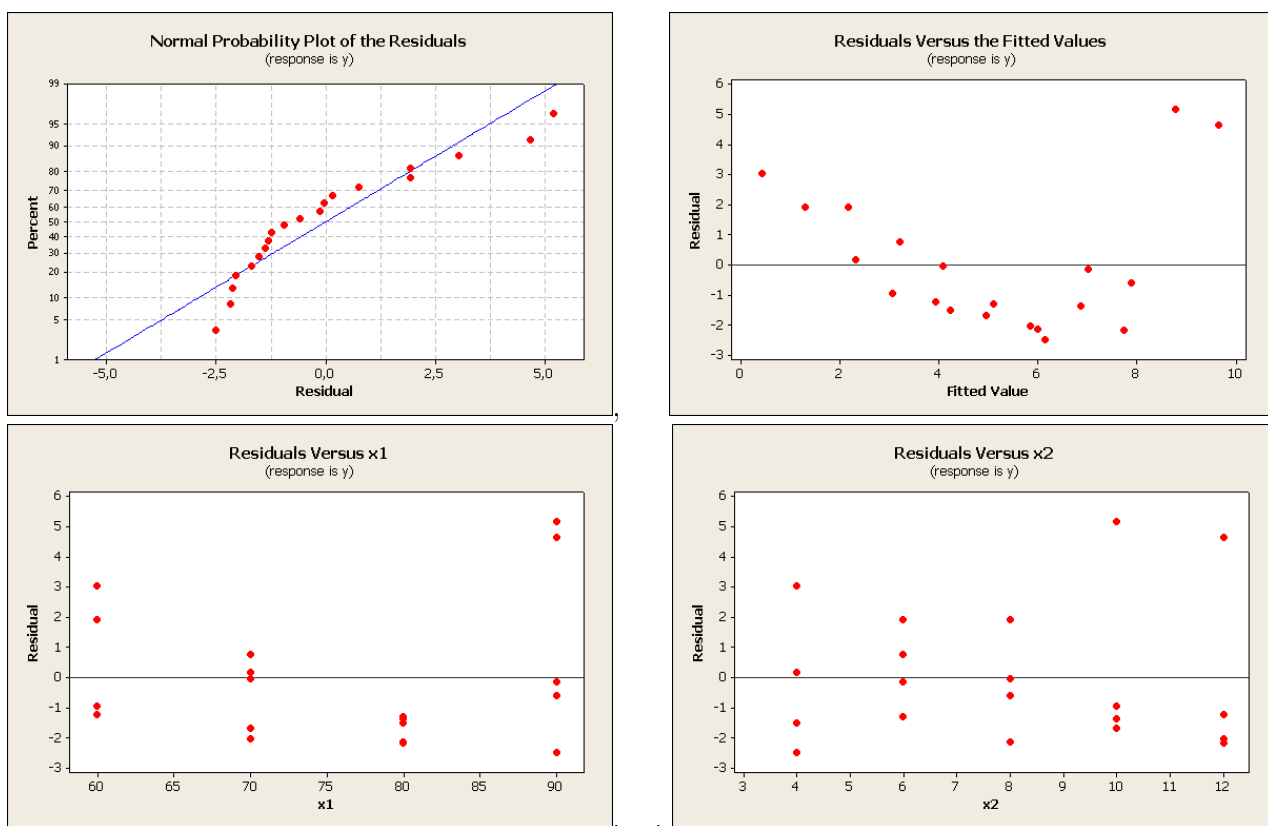 Normal Probability Plot of the Residuals
(response is y)
99
95
90
80
70
60
50
40
30
20
10
5
1
Percent
-5,0 -2,5 0,0 2,5 5,0
Residual
,
Residuals Versus the Fitted Values
(response is y)
6
5
4
3
2
1
0
-1
-2
-3
Residual
0 2 4 6 8 10
Fitted Value
Residuals Versus x1
(response is y)
6
5
4
3
2
1
0
-1
-2
-3
Residual
60 65 70 75 80 85 90
x1
Residuals Versus x2
(response is y)
6
5
4
3
2
1
0
-1
-2
-3
Residual
3 4 5 6 7 8 9 10 11 12
x2